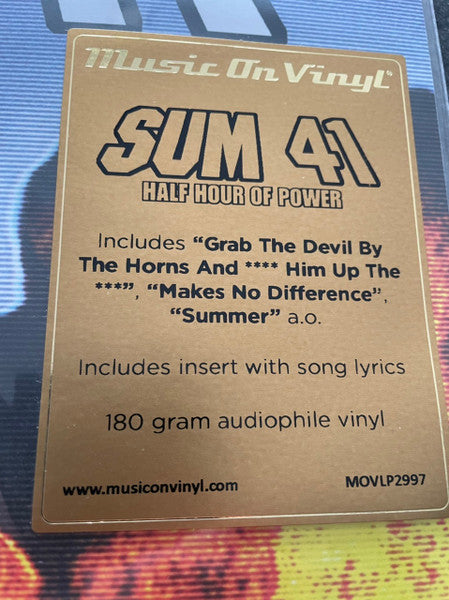 Music On Vinyl
SUM 41
HALF HOUR OF POWER
Includes “Grab The Devil By
The Horns And **** Him Up The
***”, “Makes No Difference”,
“Summer” a.o.
Includes insert with song lyrics
180 gram audiophile vinyl
www.musiconvinyl.com
MOVLP2997